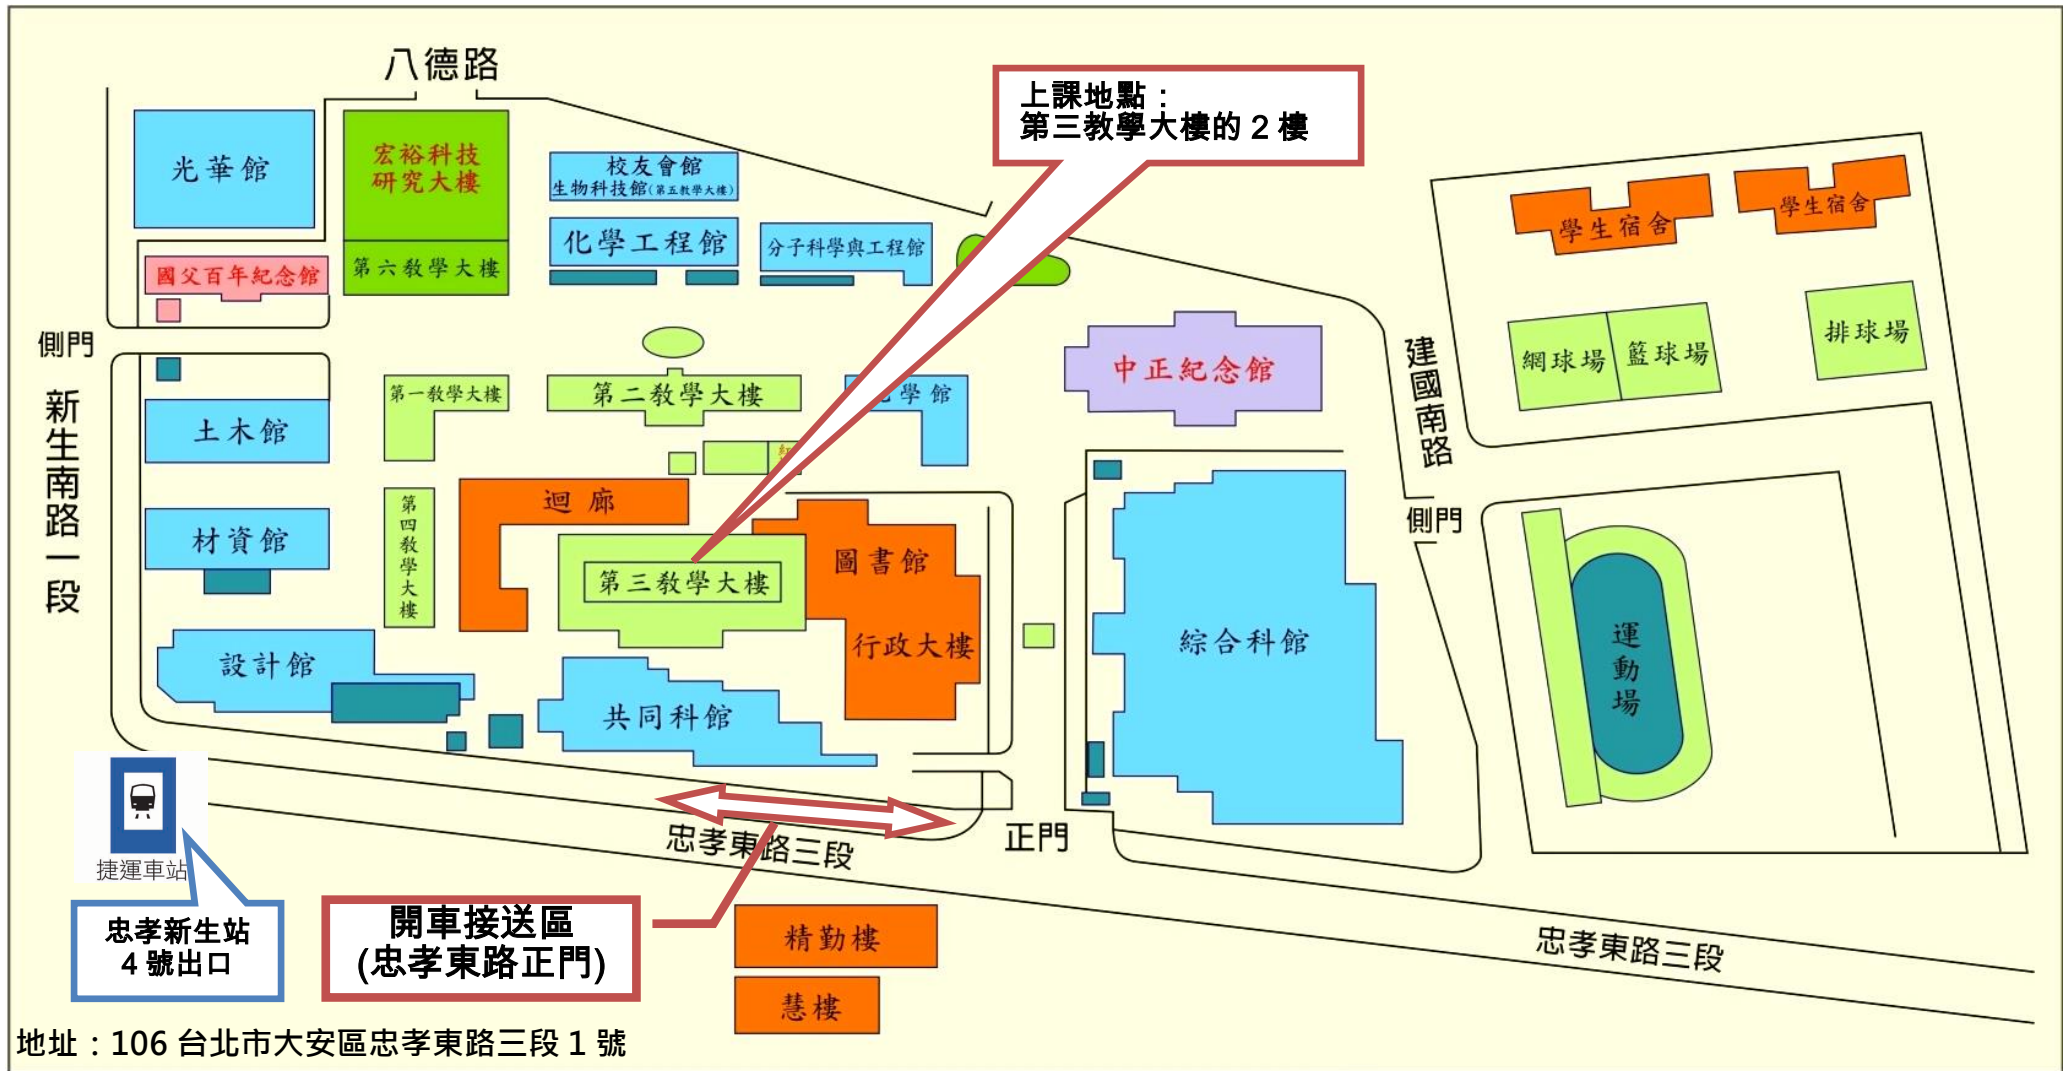 八德路
上課地點：
第三教學大樓的 2 樓
光華館
宏裕科技
研究大樓
校友會館
生物科技館(第五教學大樓)
化學工程館
分子科學與工程館
學生宿舍
學生宿舍
國父百年紀念館
第六教學大樓
側門
新生南路一段
第一教學大樓
第二教學大樓
學館
中正紀念館
建國南路
網球場
籃球場
排球場
土木館
材資館
第四教學大樓
迴廊
圖書館
第三教學大樓
行政大樓
側門
綜合科館
運動場
設計館
共同科館
捷運車站
忠孝東路三段
正門
忠孝新生站
4 號出口
開車接送區
(忠孝東路正門)
精勤樓
慧樓
忠孝東路三段
地址：106 台北市大安區忠孝東路三段 1 號